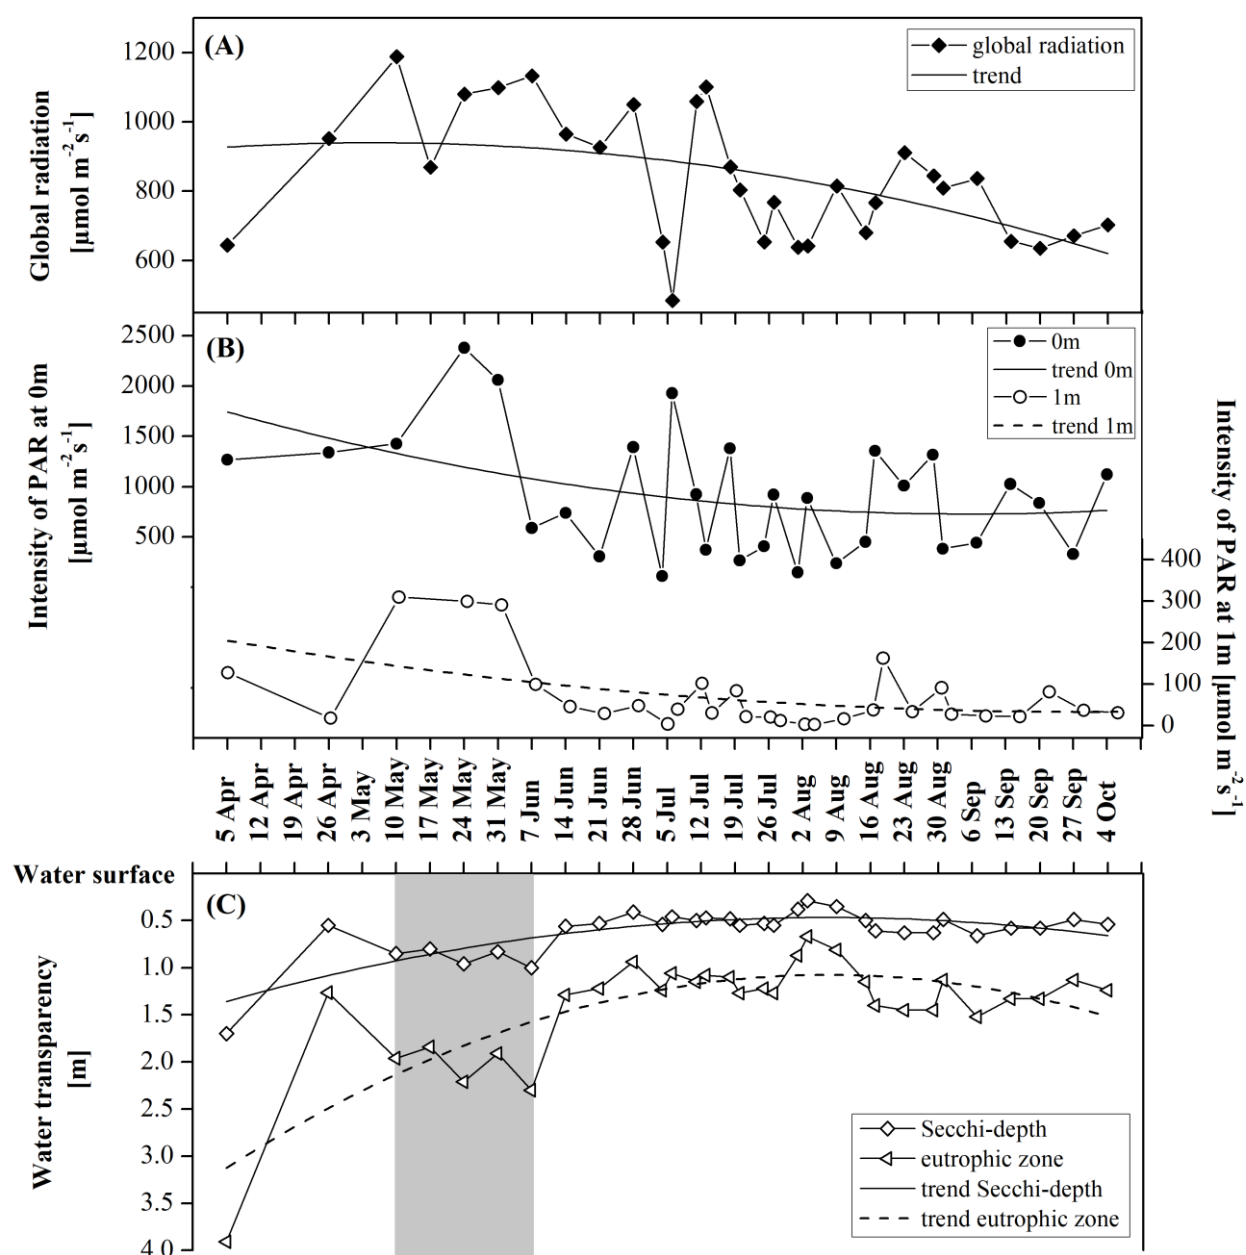 (A)
global radiation
trend
1200
1000
800
600
Global radiation
[µmol m⁻²s⁻¹]
(B)
0m
trend 0m
1m
trend 1m
2500
2000
1500
1000
500
Intensity of PAR at 0m
[µmol m⁻²s⁻¹]
400
300
200
100
0
Intensity of PAR at 1m [µmol m⁻²s⁻¹]
5 Apr
12 Apr
19 Apr
26 Apr
3 May
10 May
17 May
24 May
31 May
7 Jun
14 Jun
21 Jun
28 Jun
5 Jul
12 Jul
19 Jul
26 Jul
2 Aug
9 Aug
16 Aug
23 Aug
30 Aug
6 Sep
13 Sep
20 Sep
27 Sep
4 Oct
Water surface
(C)
0.5
1.0
1.5
2.0
2.5
3.0
3.5
4.0
Water transparency
[m]
Secchi-depth
eutrophic zone
trend Secchi-depth
trend eutrophic zone